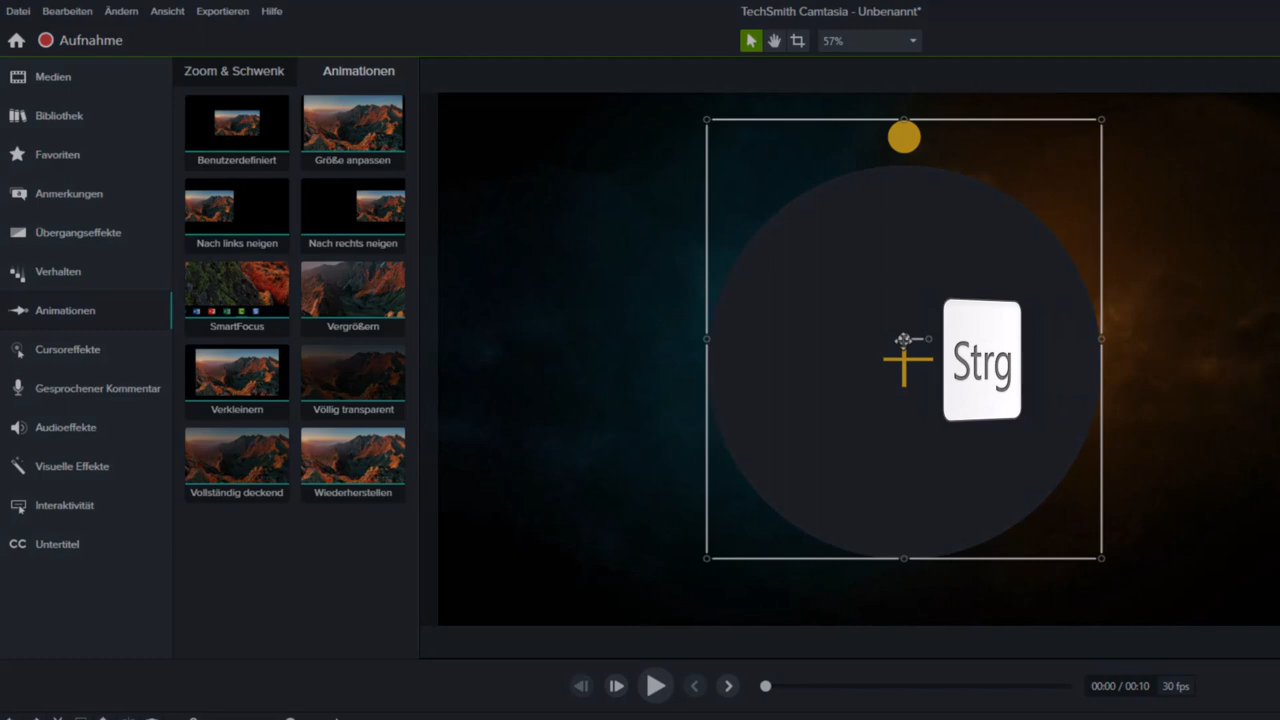 Datei Bearbeiten Ändern Ansicht Exportieren Hilfe
TechSmith Camtasia - Unbenannt*
Aufnahme
57%
Medien
Bibliothek
Favoriten
Anmerkungen
Übergangseffekte
Verhalten
Animationen
Cursoreffekte
Gesprochener Kommentar
Audioeffekte
Visuelle Effekte
Interaktivität
CC Untertitel
Zoom & Schwenk Animationen
Benutzerdefiniert Größe anpassen
Nach links neigen Nach rechts neigen
SmartFocus Vergrößern
Verkleinern Völlig transparent
Vollständig deckend Wiederherstellen
Strg
00:00 / 00:10 30 fps